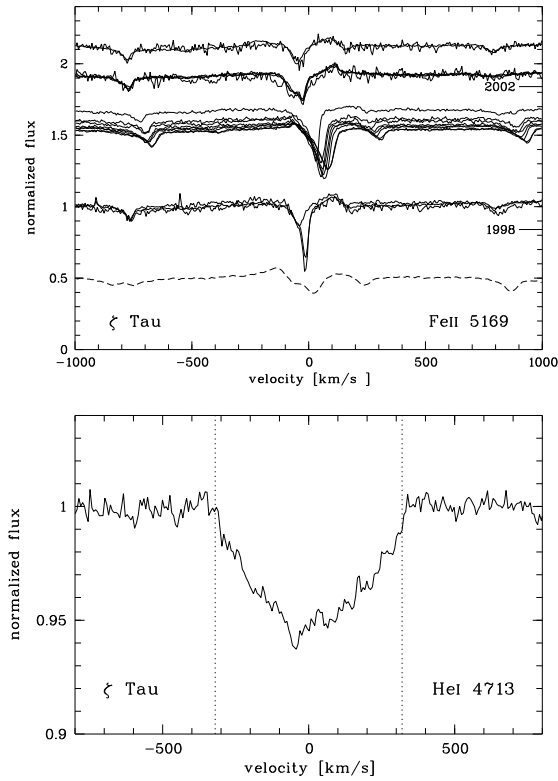 2
2002
1.5
normalized flux
1
1998
0.5
ζ Tau
FeII 5169
0
−1000 −500 0 500 1000
velocity [km/s ]
1
normalized flux
0.95
ζ Tau
HeI 4713
0.9
−500 0 500
velocity [km/s]